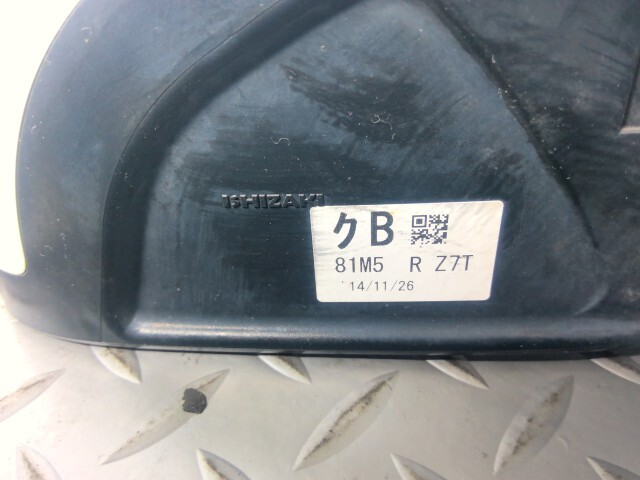 ISHIZAKI
クB
81M5 R Z7T
'14/11/26